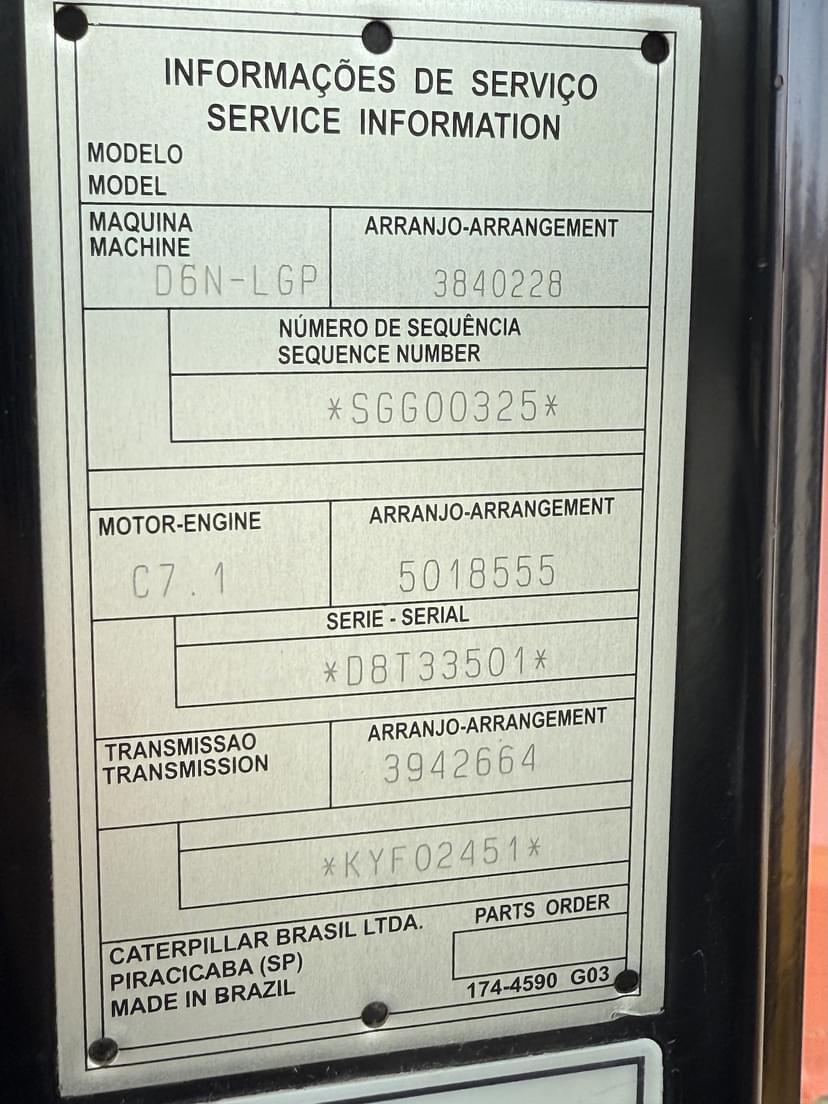 INFORMAÇÕES DE SERVIÇO
SERVICE INFORMATION
MODELO
MODEL
MAQUINA
MACHINE
D6N-LGP
ARRANJO-ARRANGEMENT
3840228
NÚMERO DE SEQUÊNCIA
SEQUENCE NUMBER
*SGG00325*
MOTOR-ENGINE
C7.1
ARRANJO-ARRANGEMENT
5018555
SERIE - SERIAL
*D8T33501*
TRANSMISSAO
TRANSMISSION
ARRANJO-ARRANGEMENT
3942664
*KYF02451*
CATERPILLAR BRASIL LTDA.
PIRACICABA (SP)
MADE IN BRAZIL
PARTS ORDER
174-4590 G03